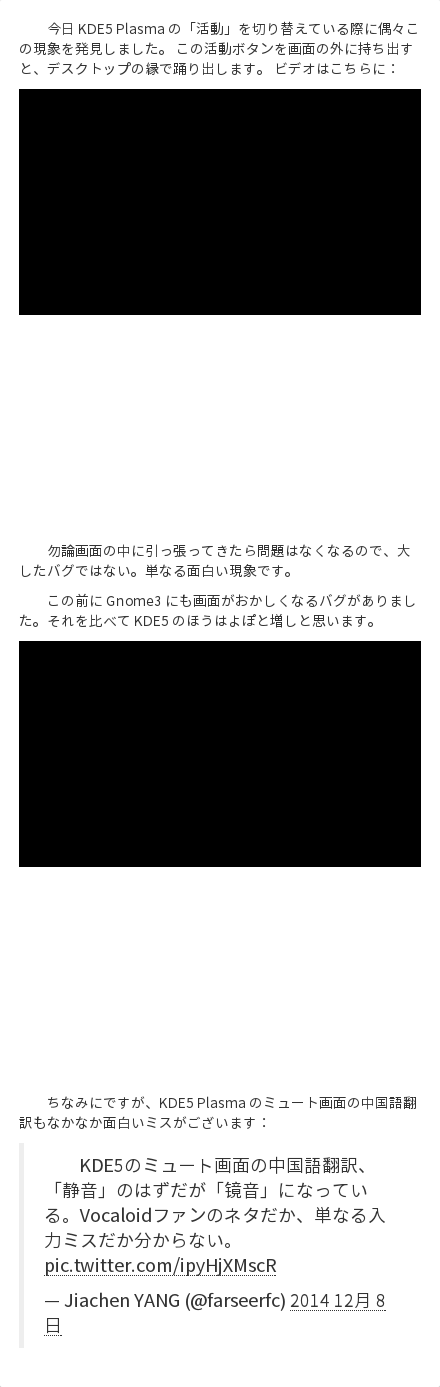 今日 KDE5 Plasma の「活動」を切り替えている際に偶々こ
の現象を発見しました。 この活動ボタンを画面の外に持ち出す
と、デスクトップの縁で踊り出します。 ビデオはこちらに：
勿論画面の中に引っ張ってきたら問題はなくなるので、大
したバグではない。単なる面白い現象です。
この前に Gnome3 にも画面がおかしくなるバグがありまし
た。それを比べて KDE5 のほうはよぽと増しと思います。
ちなみにですが、KDE5 Plasma のミュート画面の中国語翻
訳もなかなか面白いミスがございます：
KDE5のミュート画面の中国語翻訳、
「静音」のはずだが「镜音」になってい
る。Vocaloidファンのネタだか、単なる入
力ミスだか分からない。
pic.twitter.com/ipyHjXMscR
— Jiachen YANG (@farseerfc) 2014 12月 8
日